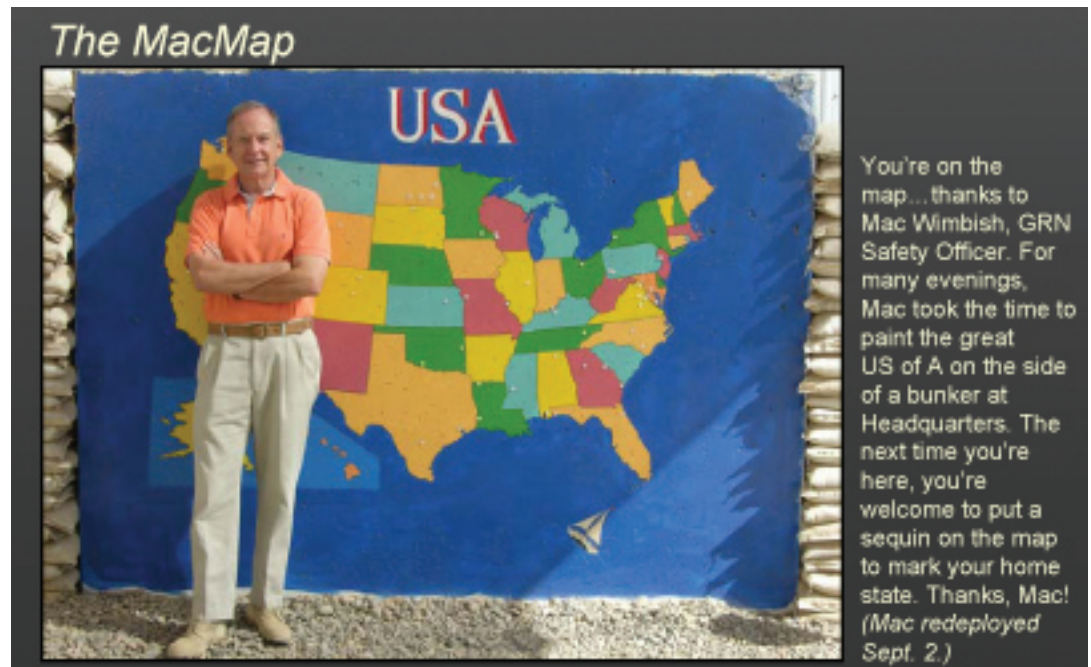 The MacMap
USA
You're on the
map...thanks to
Mac Wimbish, GRN
Safety Officer. For
many evenings,
Mac took the time to
paint the great
US of A on the side
of a bunker at
Headquarters. The
next time you're
here, you're
welcome to put a
sequin on the map
to mark your home
state. Thanks, Mac!
(Mac redeployed
Sept. 2.)